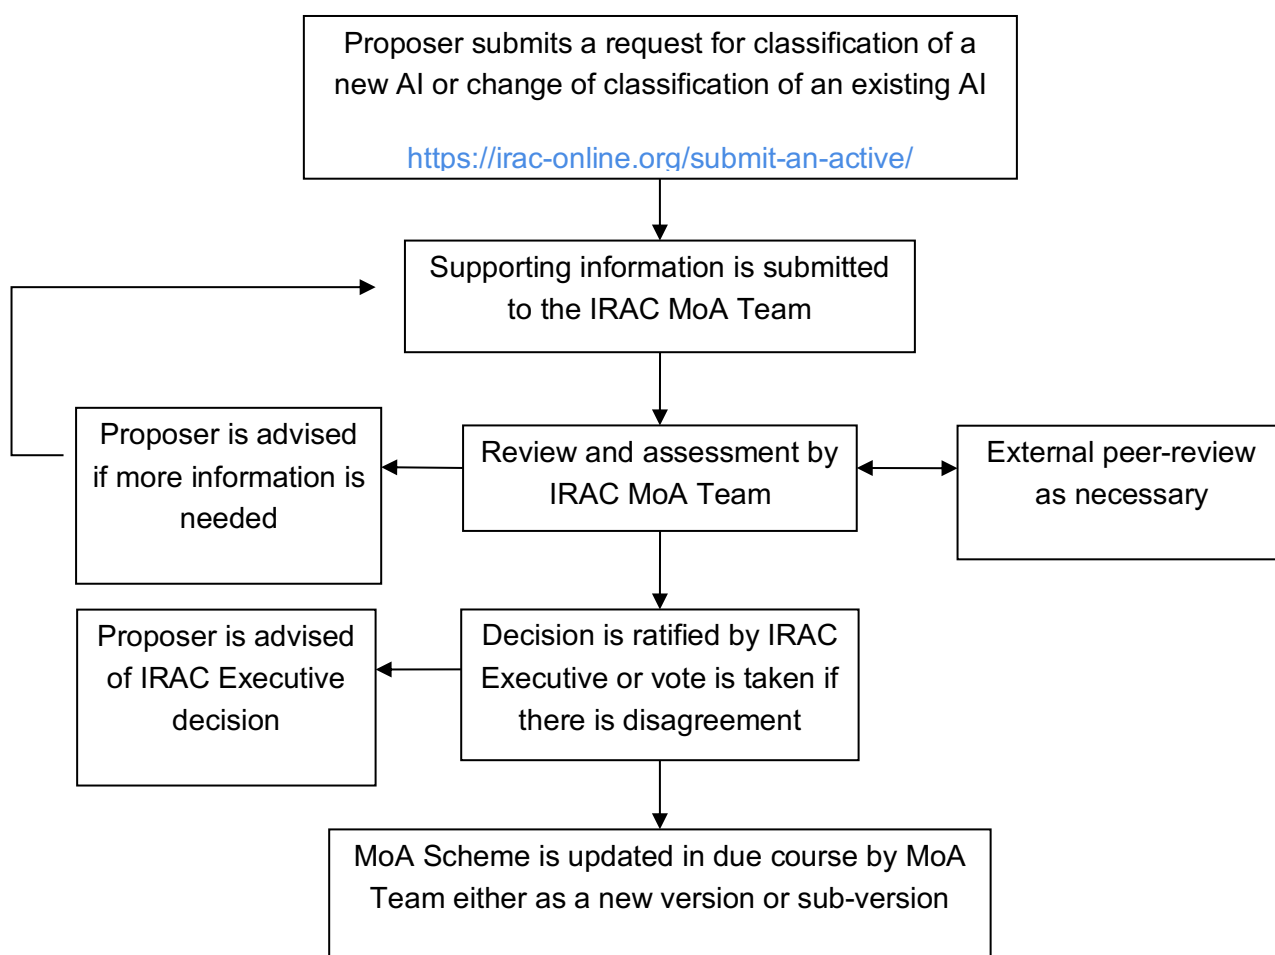 Proposer submits a request for classification of a
new AI or change of classification of an existing AI
https://irac-online.org/submit-an-active/
Supporting information is submitted
to the IRAC MoA Team
Proposer is advised
if more information is
needed
Review and assessment by
IRAC MoA Team
External peer-review
as necessary
Proposer is advised
of IRAC Executive
decision
Decision is ratified by IRAC
Executive or vote is taken if
there is disagreement
MoA Scheme is updated in due course by MoA
Team either as a new version or sub-version